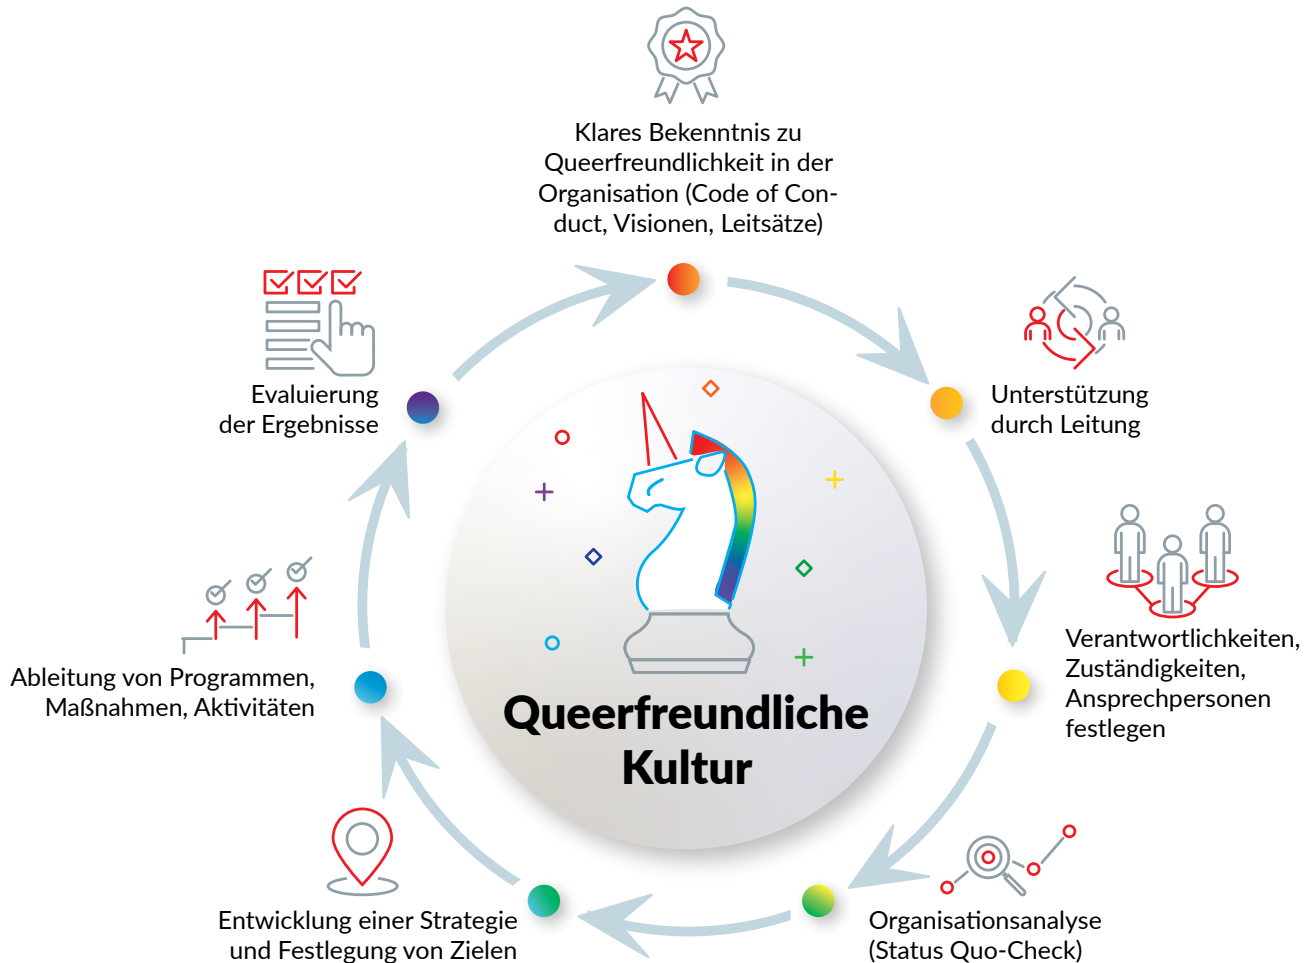 Klares Bekenntnis zu
Queerfreundlichkeit in der
Organisation (Code of Con-
duct, Visionen, Leitsätze)
Unterstützung
durch Leitung
Verantwortlichkeiten,
Zuständigkeiten,
Ansprechpersonen
festlegen
Organisationsanalyse
(Status Quo-Check)
Entwicklung einer Strategie
und Festlegung von Zielen
Ableitung von Programmen,
Maßnahmen, Aktivitäten
Evaluierung
der Ergebnisse
Queerfreundliche
Kultur